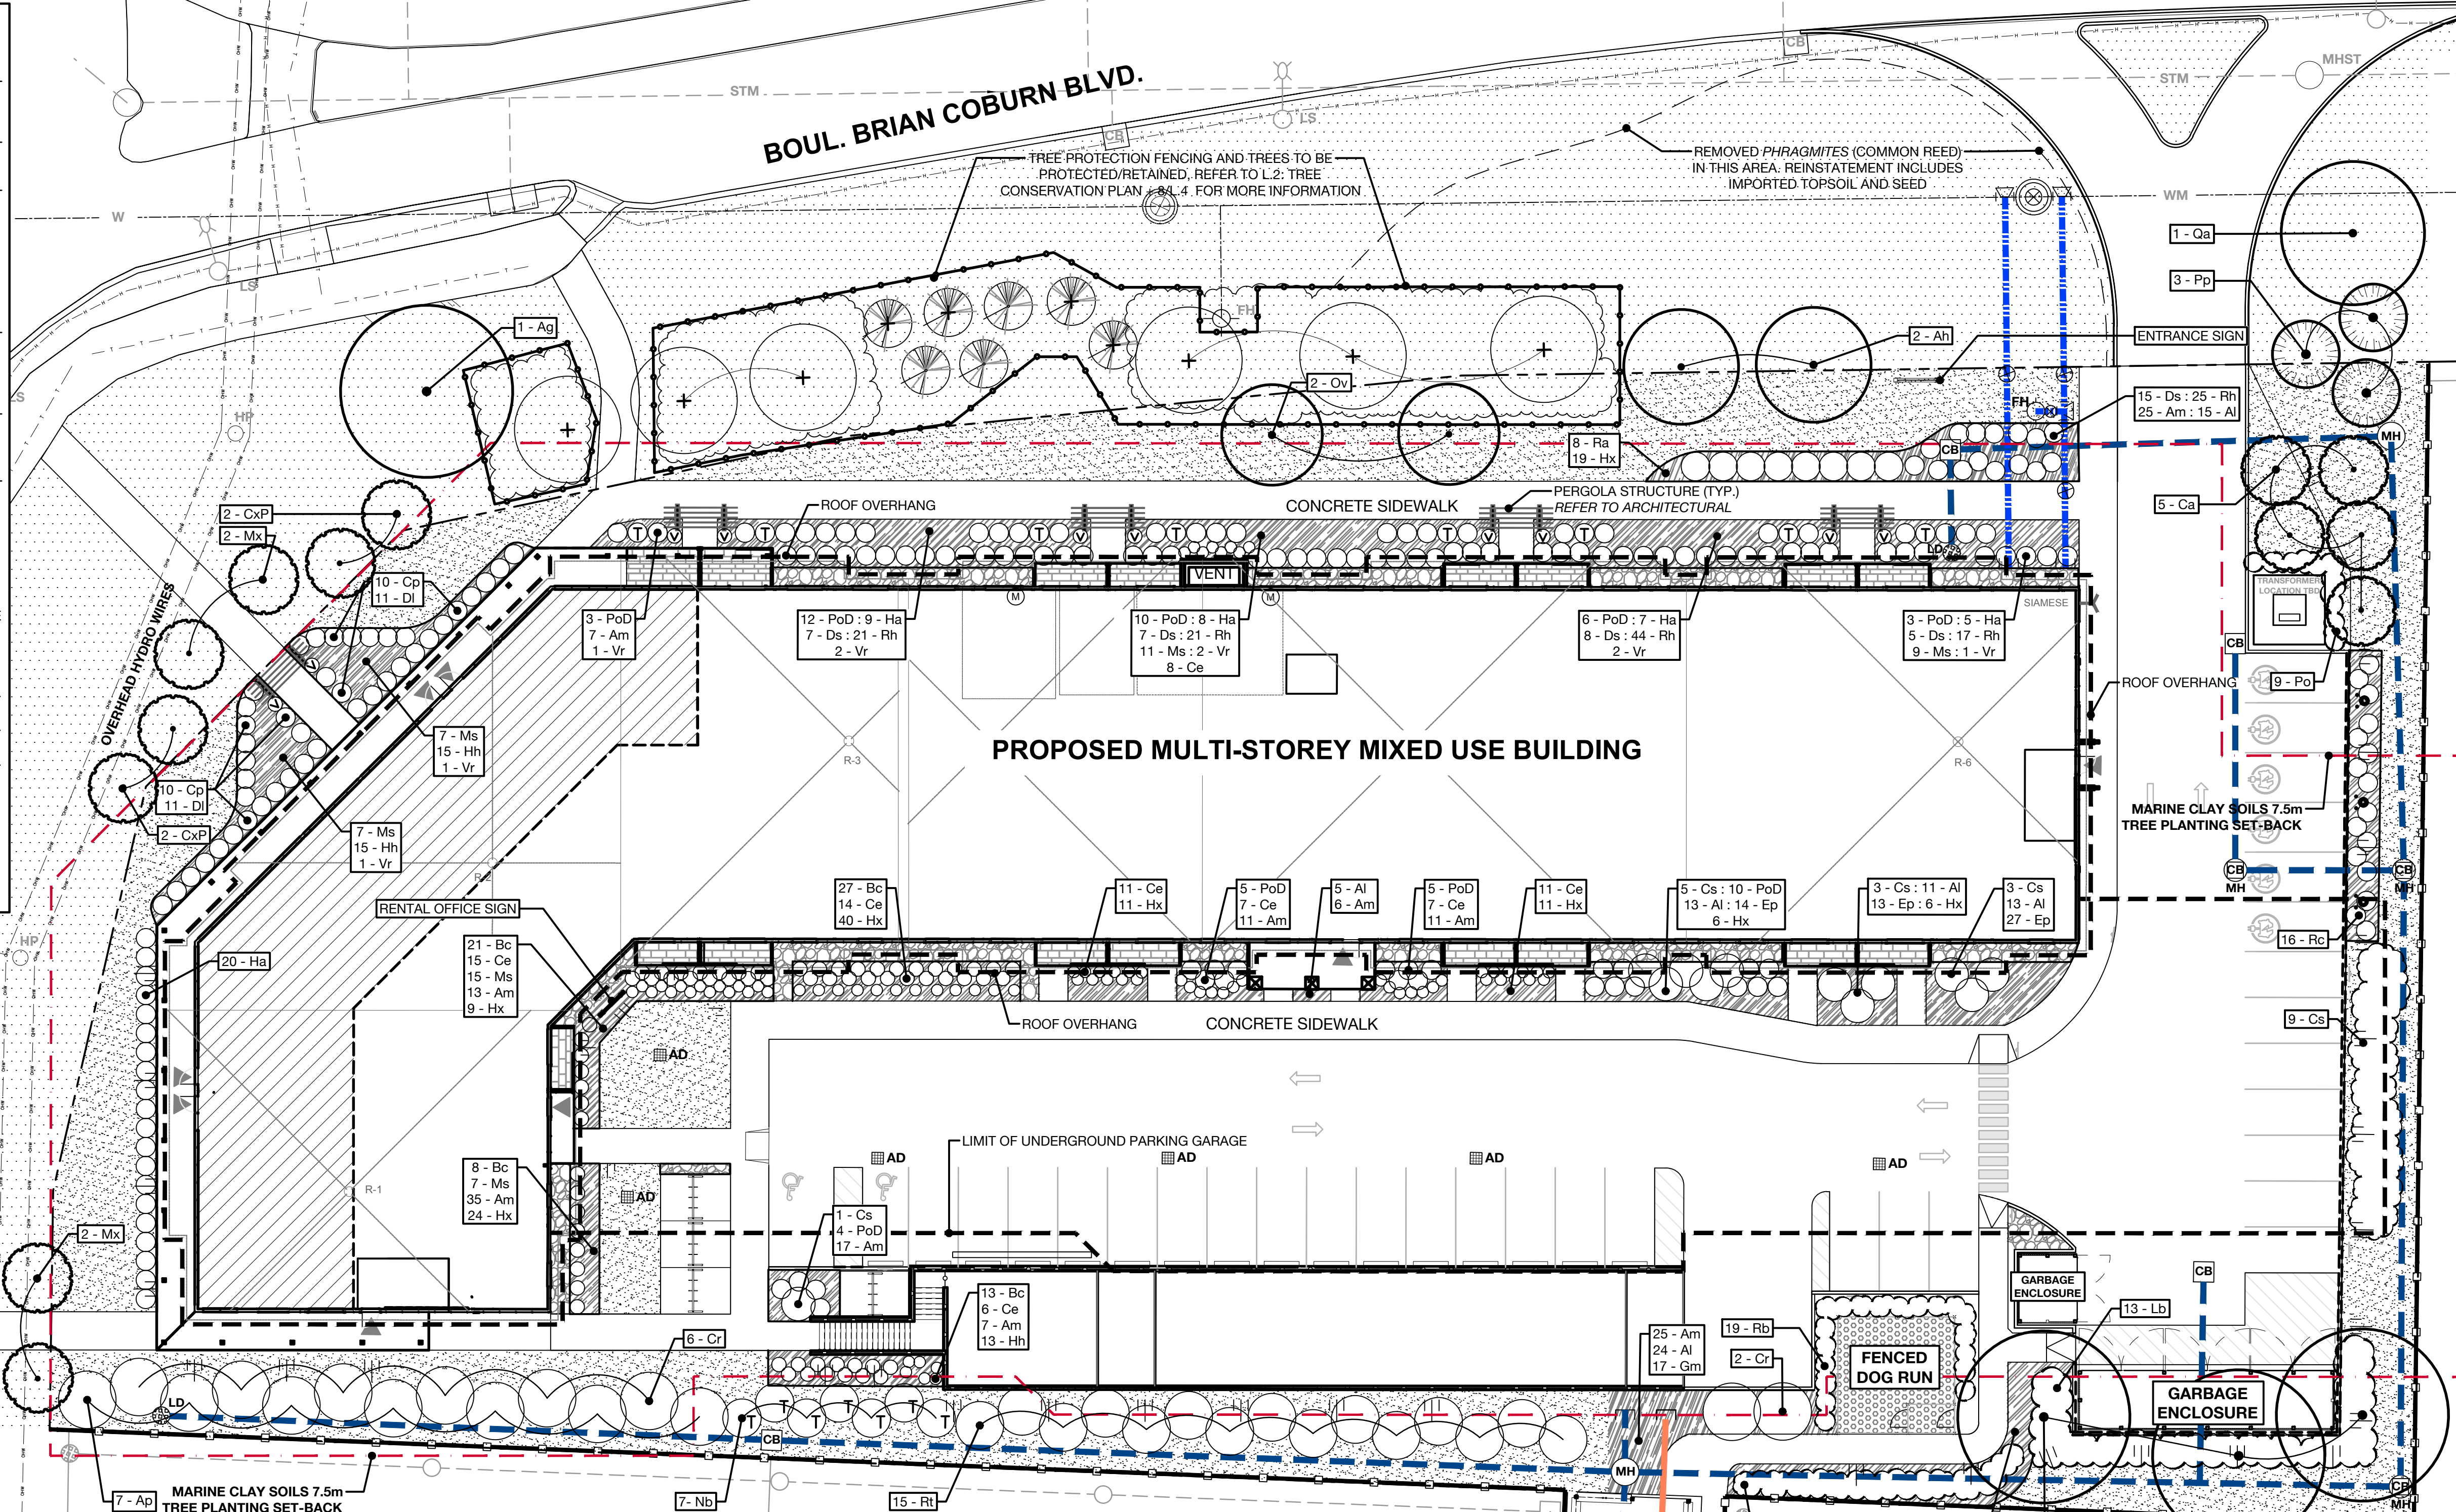 CB
STM
MHST
STM
BOUL. BRIAN COBURN BLVD.
CB
LS
TREE PROTECTION FENCING AND TREES TO BE
PROTECTED/RETAINED, REFER TO L.2: TREE
CONSERVATION PLAN + 8/L.4 FOR MORE INFORMATION
REMOVED PHRAGMITES (COMMON REED)
IN THIS AREA. REINSTATEMENT INCLUDES
IMPORTED TOPSOIL AND SEED
W
WM
1 - Qa
LS
3 - Pp
1 - Ag
FH
2 - Ah
ENTRANCE SIGN
2 - Ov
LS
HP
FH
15 - Ds : 25 - Rh
25 - Am : 15 - Al
8 - Ra
19 - Hx
CB
MH
2 - CxP
2 - Mx
ROOF OVERHANG
CONCRETE SIDEWALK
PERGOLA STRUCTURE (TYP.)
REFER TO ARCHITECTURAL
5 - Ca
T
V
V
T
T
V
V
T
T
V
V
T
T
V
V
T
LD
OVERHEAD HYDRO WIRES
10 - Cp
11 - Dl
VENT
M
M
TRANSFORMER
LOCATION TBD
SIAMESE
3 - PoD
7 - Am
1 - Vr
12 - PoD : 9 - Ha
7 - Ds : 21 - Rh
2 - Vr
10 - PoD : 8 - Ha
7 - Ds : 21 - Rh
11 - Ms : 2 - Vr
8 - Ce
6 - PoD : 7 - Ha
8 - Ds : 44 - Rh
2 - Vr
3 - PoD : 5 - Ha
5 - Ds : 17 - Rh
9 - Ms : 1 - Vr
CB
V
V
ROOF OVERHANG
9 - Po
7 - Ms
15 - Hh
1 - Vr
PROPOSED MULTI-STOREY MIXED USE BUILDING
R-3
R-6
10 - Cp
11 - Dl
2 - CxP
MARINE CLAY SOILS 7.5m
TREE PLANTING SET-BACK
7 - Ms
15 - Hh
1 - Vr
R-2
CB
MH
CB
MH
RENTAL OFFICE SIGN
27 - Bc
14 - Ce
40 - Hx
11 - Ce
11 - Hx
5 - PoD
7 - Ce
11 - Am
5 - Al
6 - Am
5 - PoD
7 - Ce
11 - Am
11 - Ce
11 - Hx
5 - Cs : 10 - PoD
13 - Al : 14 - Ep
6 - Hx
3 - Cs : 11 - Al
13 - Ep : 6 - Hx
3 - Cs
13 - Al
27 - Ep
HP
20 - Ha
21 - Bc
15 - Ce
15 - Ms
13 - Am
9 - Hx
16 - Rc
ROOF OVERHANG
CONCRETE SIDEWALK
9 - Cs
AD
LIMIT OF UNDERGROUND PARKING GARAGE
AD
AD
AD
AD
8 - Bc
7 - Ms
35 - Am
24 - Hx
R-1
AD
1 - Cs
4 - PoD
17 - Am
2 - Mx
CB
GARBAGE
ENCLOSURE
13 - Bc
6 - Ce
7 - Am
13 - Hh
13 - Lb
6 - Cr
25 - Am
24 - Al
17 - Gm
19 - Rb
2 - Cr
FENCED
DOG RUN
GARBAGE
ENCLOSURE
LD
T
T
T
T
T
T
T
CB
MH
CB
MH
7 - Ap
MARINE CLAY SOILS 7.5m
TREE PLANTING SET-BACK
7- Nb
15 - Rt